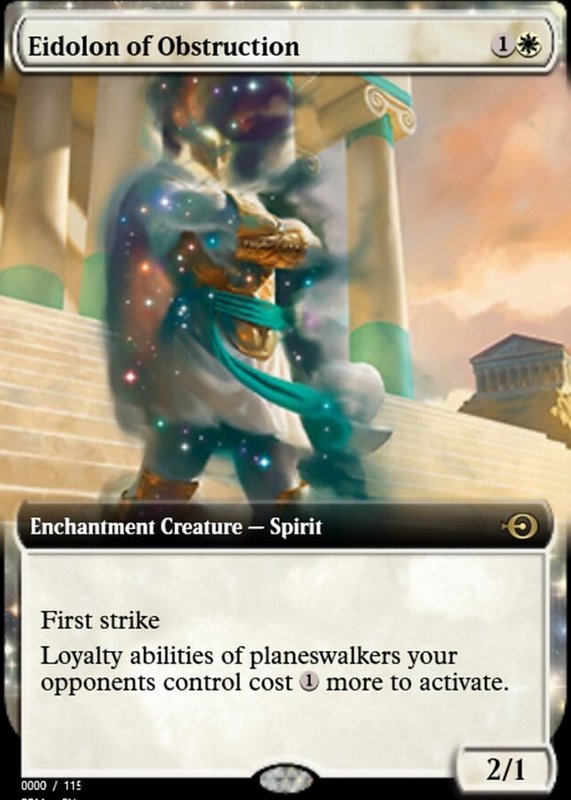 Eidolon of Obstruction 1
Enchantment Creature — Spirit
First strike
Loyalty abilities of planeswalkers your
opponents control cost 1 more to activate.
2/1
0000 / 115